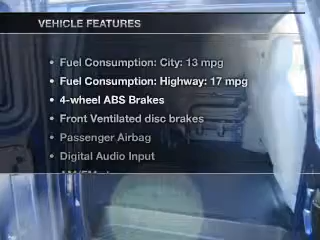 VEHICLE FEATURES
• Fuel Consumption: City: 13 mpg
• Fuel Consumption: Highway: 17 mpg
• 4-wheel ABS Brakes
• Front Ventilated disc brakes
• Passenger Airbag
• Digital Audio Input